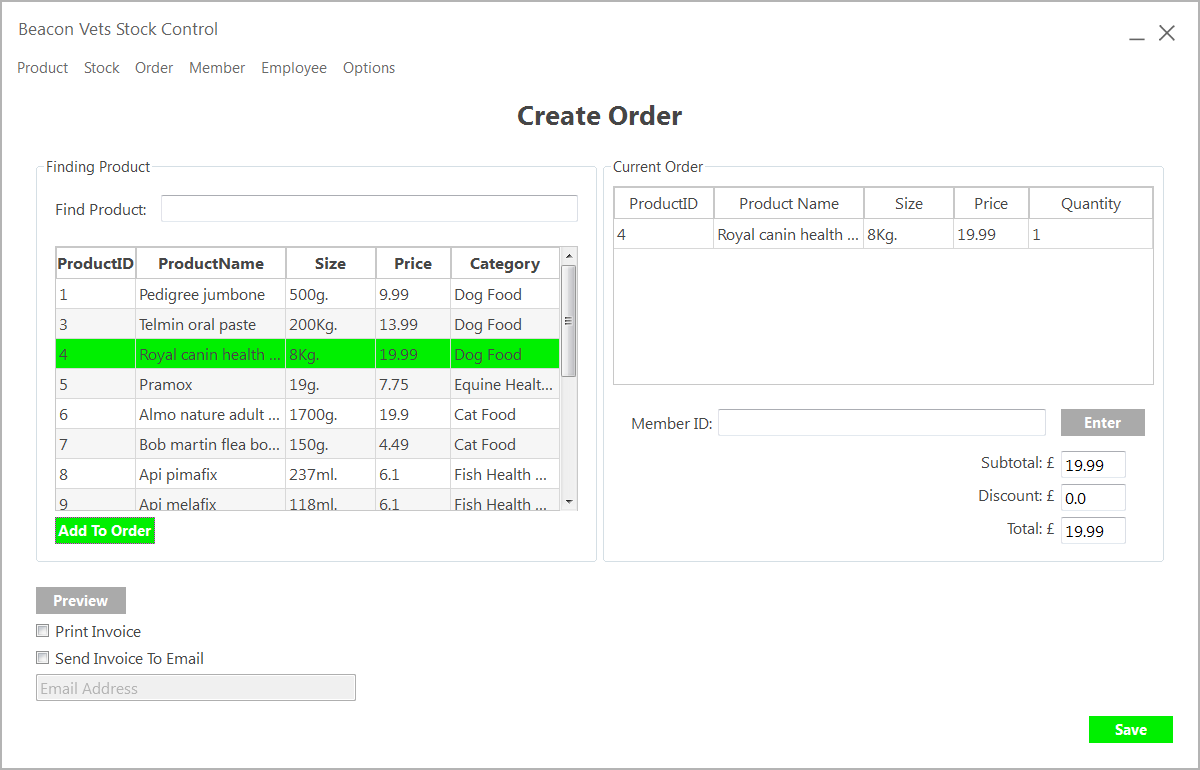 Beacon Vets Stock Control
Product Stock Order Member Employee Options
Create Order
Finding Product
Find Product:
ProductID ProductName Size Price Category
1 Pedigree jumbone 500g. 9.99 Dog Food
3 Telmin oral paste 200Kg. 13.99 Dog Food
4 Royal canin health ... 8Kg. 19.99 Dog Food
5 Pramox 19g. 7.75 Equine Healt...
6 Almo nature adult ... 1700g. 19.9 Cat Food
7 Bob martin flea bo... 150g. 4.49 Cat Food
8 Api pimafix 237ml. 6.1 Fish Health ...
9 Api melafix 118ml. 6.1 Fish Health ...
Add To Order
Current Order
ProductID Product Name Size Price Quantity
4 Royal canin health ... 8Kg. 19.99 1
Member ID: Enter
Subtotal: £ 19.99
Discount: £ 0.0
Total: £ 19.99
Preview
Print Invoice
Send Invoice To Email
Email Address
Save